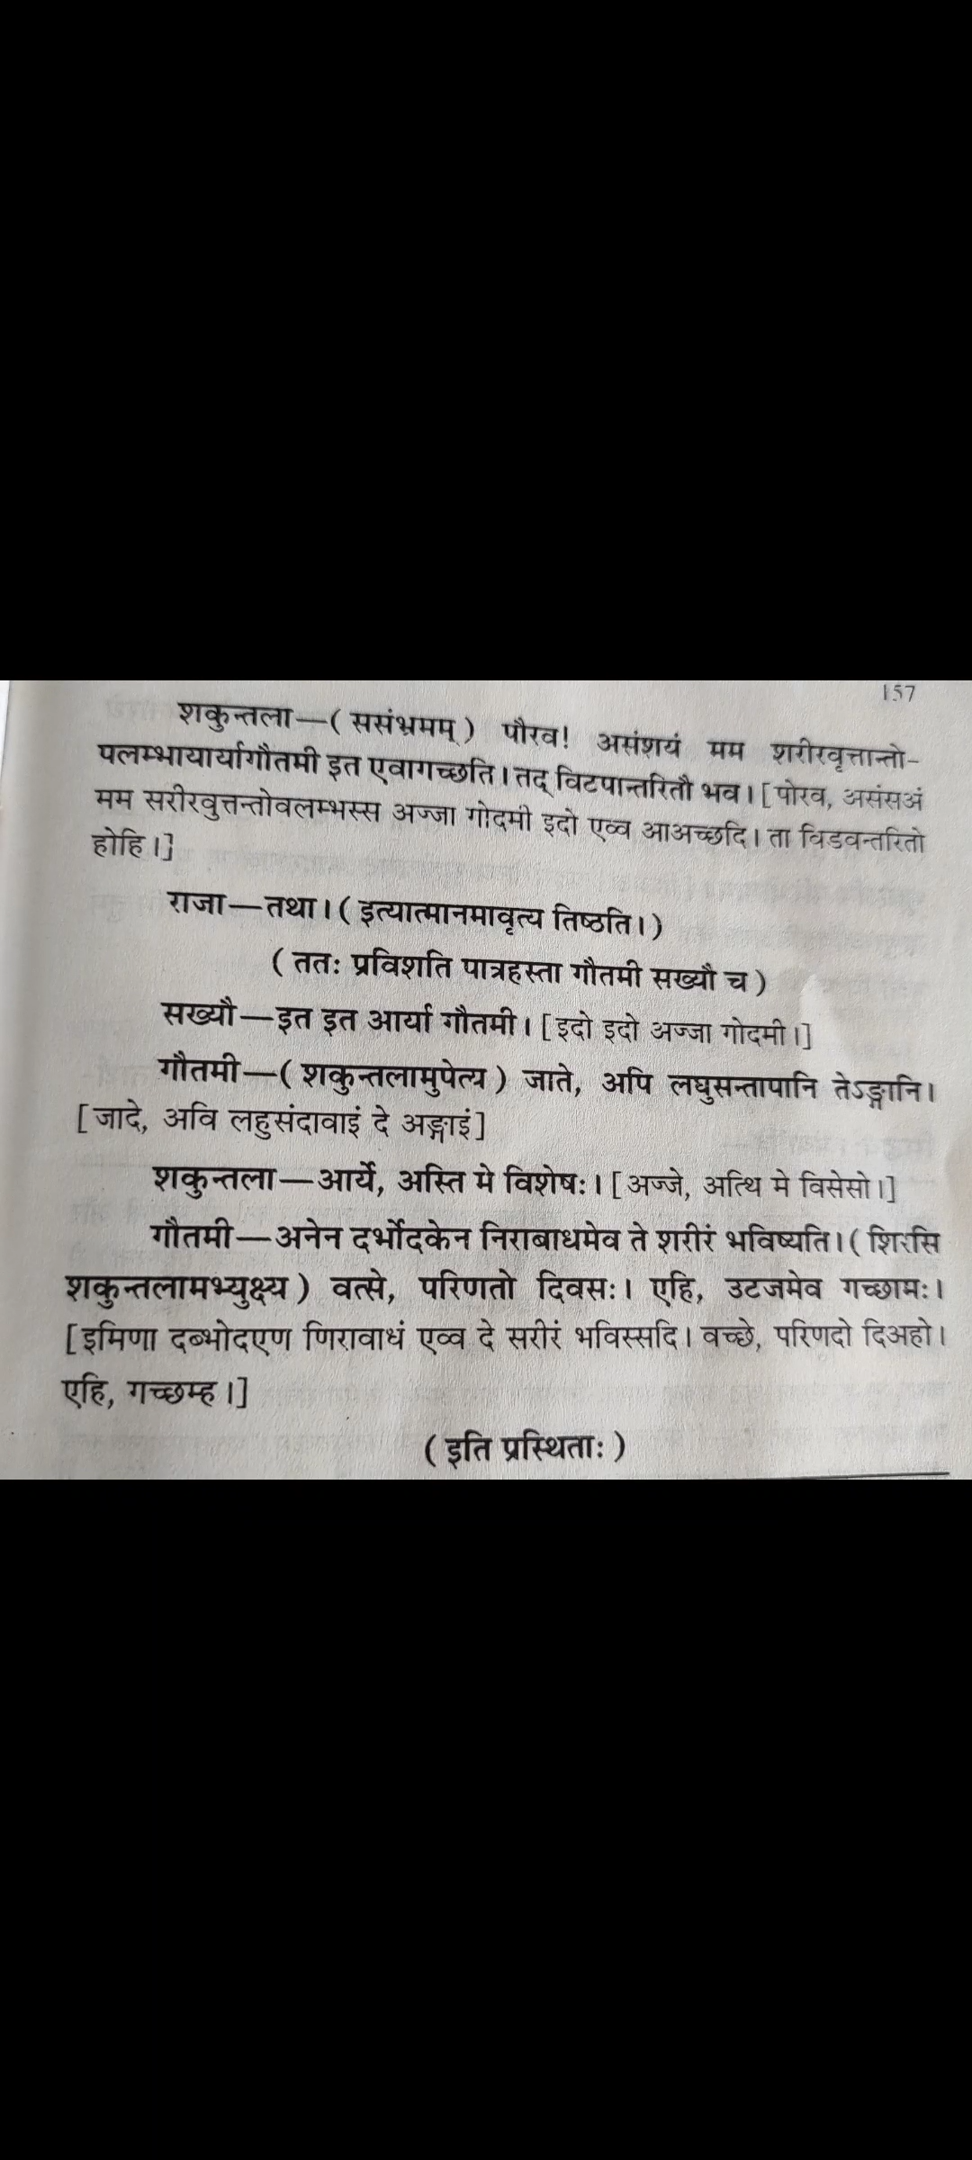 157
शकुन्तला—( ससंभ्रमम् ) पौरव! असंशयं मम शरीरवृत्तान्तो-
पलम्भायार्यागौतमी इत एवागच्छति। तद् विटपान्तरितौ भव। [पोरव, असंसअं
मम सरीरवुत्तन्तोवलम्भस्स अज्जा गोदमी इदो एव्व आअच्छदि। ता विडवन्तरितो
होहि।]
राजा—तथा। ( इत्यात्मानमावृत्य तिष्ठति। )
( ततः प्रविशति पात्रहस्ता गौतमी सख्यौ च )
सख्यौ—इत इत आर्या गौतमी। [इदो इदो अज्जा गोदमी।]
गौतमी—( शकुन्तलामुपेत्य ) जाते, अपि लघुसन्तापानि तेऽङ्गानि।
[जादे, अवि लहुसंदावाइं दे अङ्गाइं]
शकुन्तला—आर्ये, अस्ति मे विशेषः। [अज्जे, अत्थि मे विसेसो।]
गौतमी—अनेन दर्भोदकेन निराबाधमेव ते शरीरं भविष्यति। ( शिरसि
शकुन्तलामभ्युक्ष्य ) वत्से, परिणतो दिवसः। एहि, उटजमेव गच्छामः।
[इमिणा दब्भोदएण णिरावाधं एव्व दे सरीरं भविस्सदि। वच्छे, परिणदो दिअहो।
एहि, गच्छम्ह।]
( इति प्रस्थिताः )